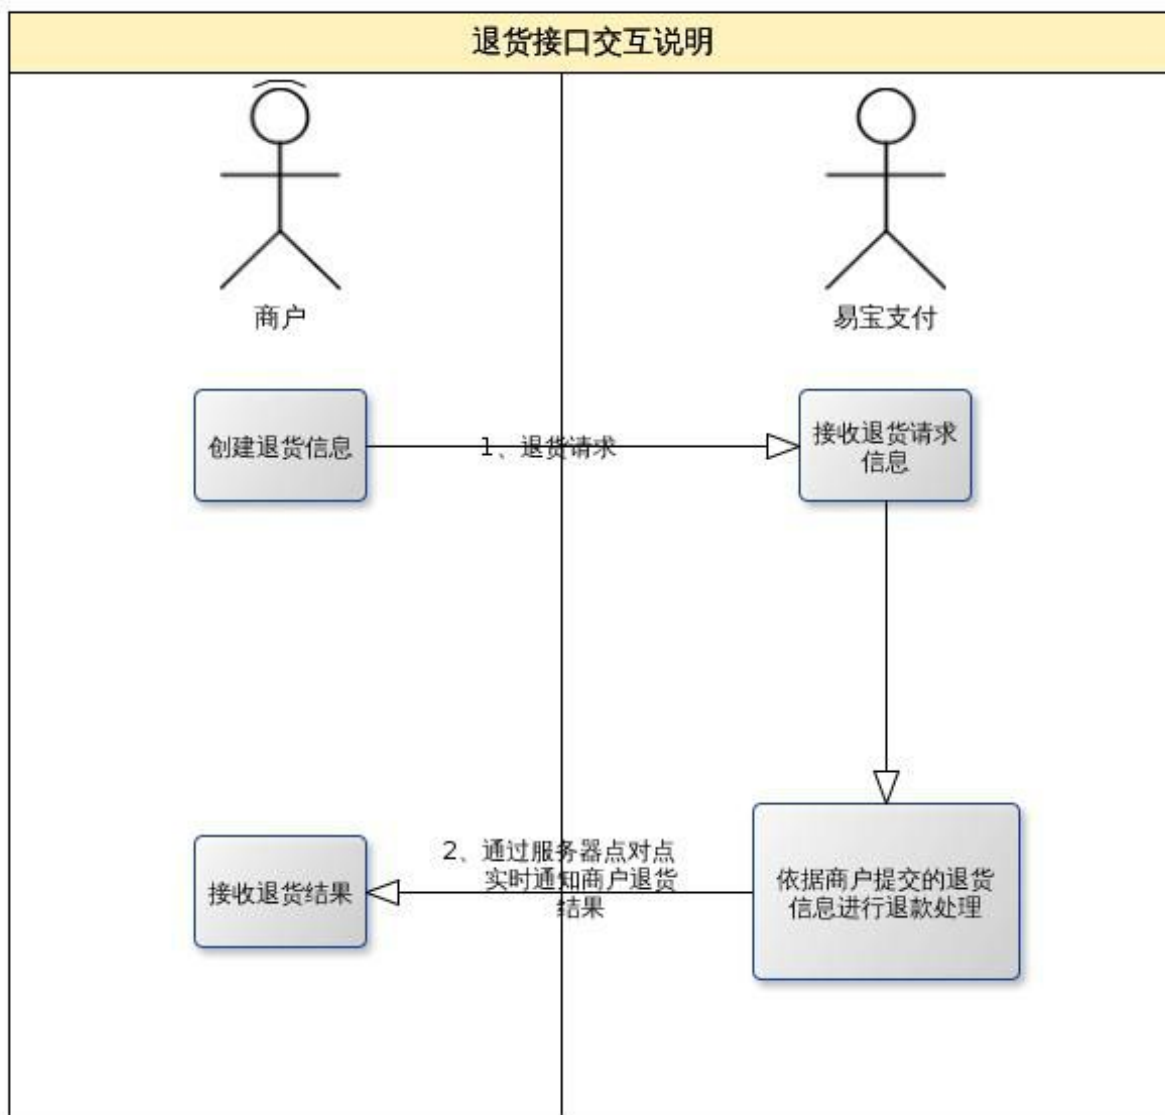 退货接口交互说明
商户
易宝支付
创建退货信息
1、退货请求
接收退货请求
信息
接收退货结果
2、通过服务器点对点
实时通知商户退货
结果
依据商户提交的退货
信息进行退款处理